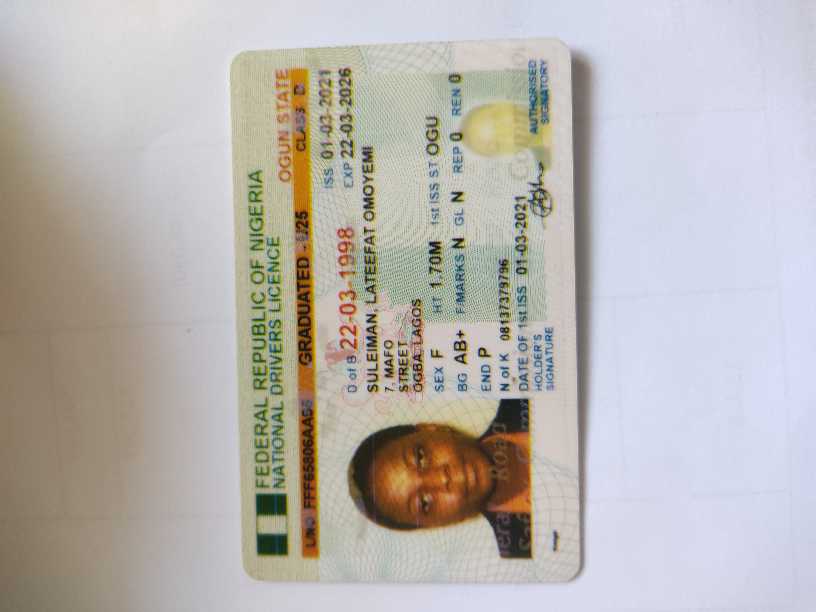 FEDERAL REPUBLIC OF NIGERIA
NATIONAL DRIVERS LICENCE
OGUN STATE
L/NO GRADUATED - U25 CLASS B
ISS 01-03-2021
D of B 22-03-1998 EXP 22-03-2026
SULEIMAN, LATEEFAT OMOYEMI
7, MAFO
STREET
OGBA LAGOS
SEX F HT 1.70M 1st ISS ST OGU
BG AB+ F/MARKS N GL N REP 0 REN 0
END P
N of K 08137379796
DATE OF 1st ISS 01-03-2021
HOLDER'S
SIGNATURE
AUTHORISED
SIGNATORY
Road
Commission